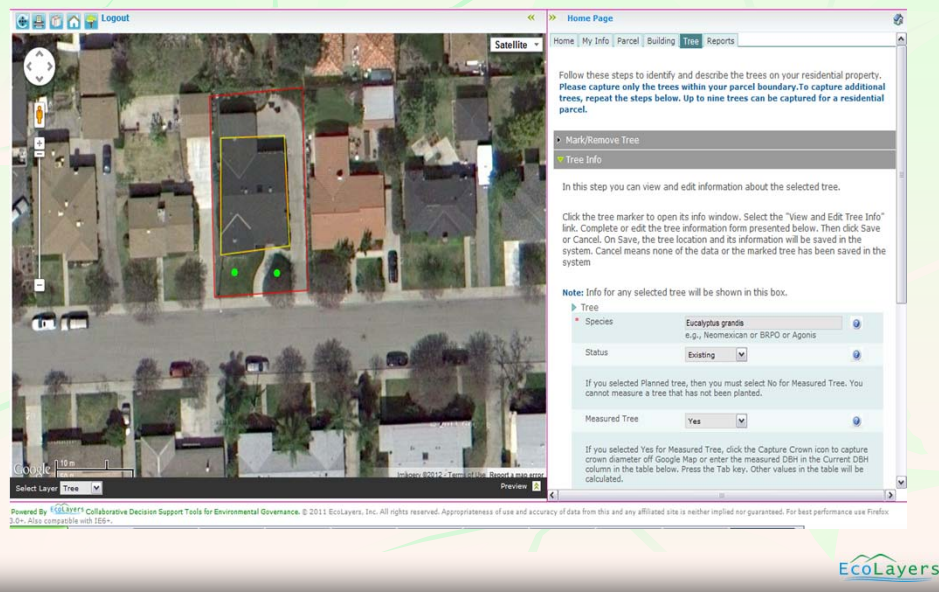 Logout
Home Page
Satellite
Home My Info Parcel Building Tree Reports
Follow these steps to identify and describe the trees on your residential property.
Please capture only the trees within your parcel boundary.To capture additional
trees, repeat the steps below. Up to nine trees can be captured for a residential
parcel.
Mark/Remove Tree
Tree Info
In this step you can view and edit information about the selected tree.
Click the tree marker to open its info window. Select the "View and Edit Tree Info"
link. Complete or edit the tree information form presented below. Then click Save
or Cancel. On Save, the tree location and its information will be saved in the
system. Cancel means none of the data or the marked tree has been saved in the
system
Note: Info for any selected tree will be shown in this box.
Tree
* Species Eucalyptus grandis
e.g., Neomexican or BRPO or Agonis
Status Existing
If you selected Planned tree, then you must select No for Measured Tree. You
cannot measure a tree that has not been planted.
Measured Tree Yes
If you selected Yes for Measured Tree, click the Capture Crown icon to capture
crown diameter off Google Map or enter the measured DBH in the Current DBH
column in the table below. Press the Tab key. Other values in the table will be
calculated.
Google 10 m
Imagery ©2012 - Terms of Use Report a map error
Select Layer Tree Preview
Powered By EcoLayers Collaborative Decision Support Tools for Environmental Governance. © 2011 EcoLayers, Inc. All rights reserved. Appropriateness of use and accuracy of data from this and any affiliated site is neither implied nor guaranteed. For best performance use Firefox
3.0+. Also compatible with IE6+.
EcoLayers